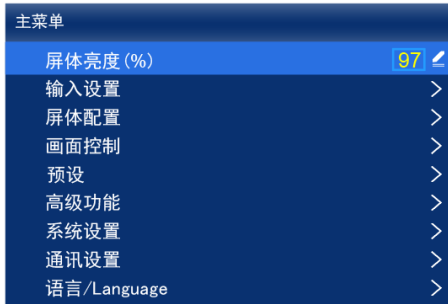 主菜单
屏体亮度(%) 97
输入设置
屏体配置
画面控制
预设
高级功能
系统设置
通讯设置
语言/Language